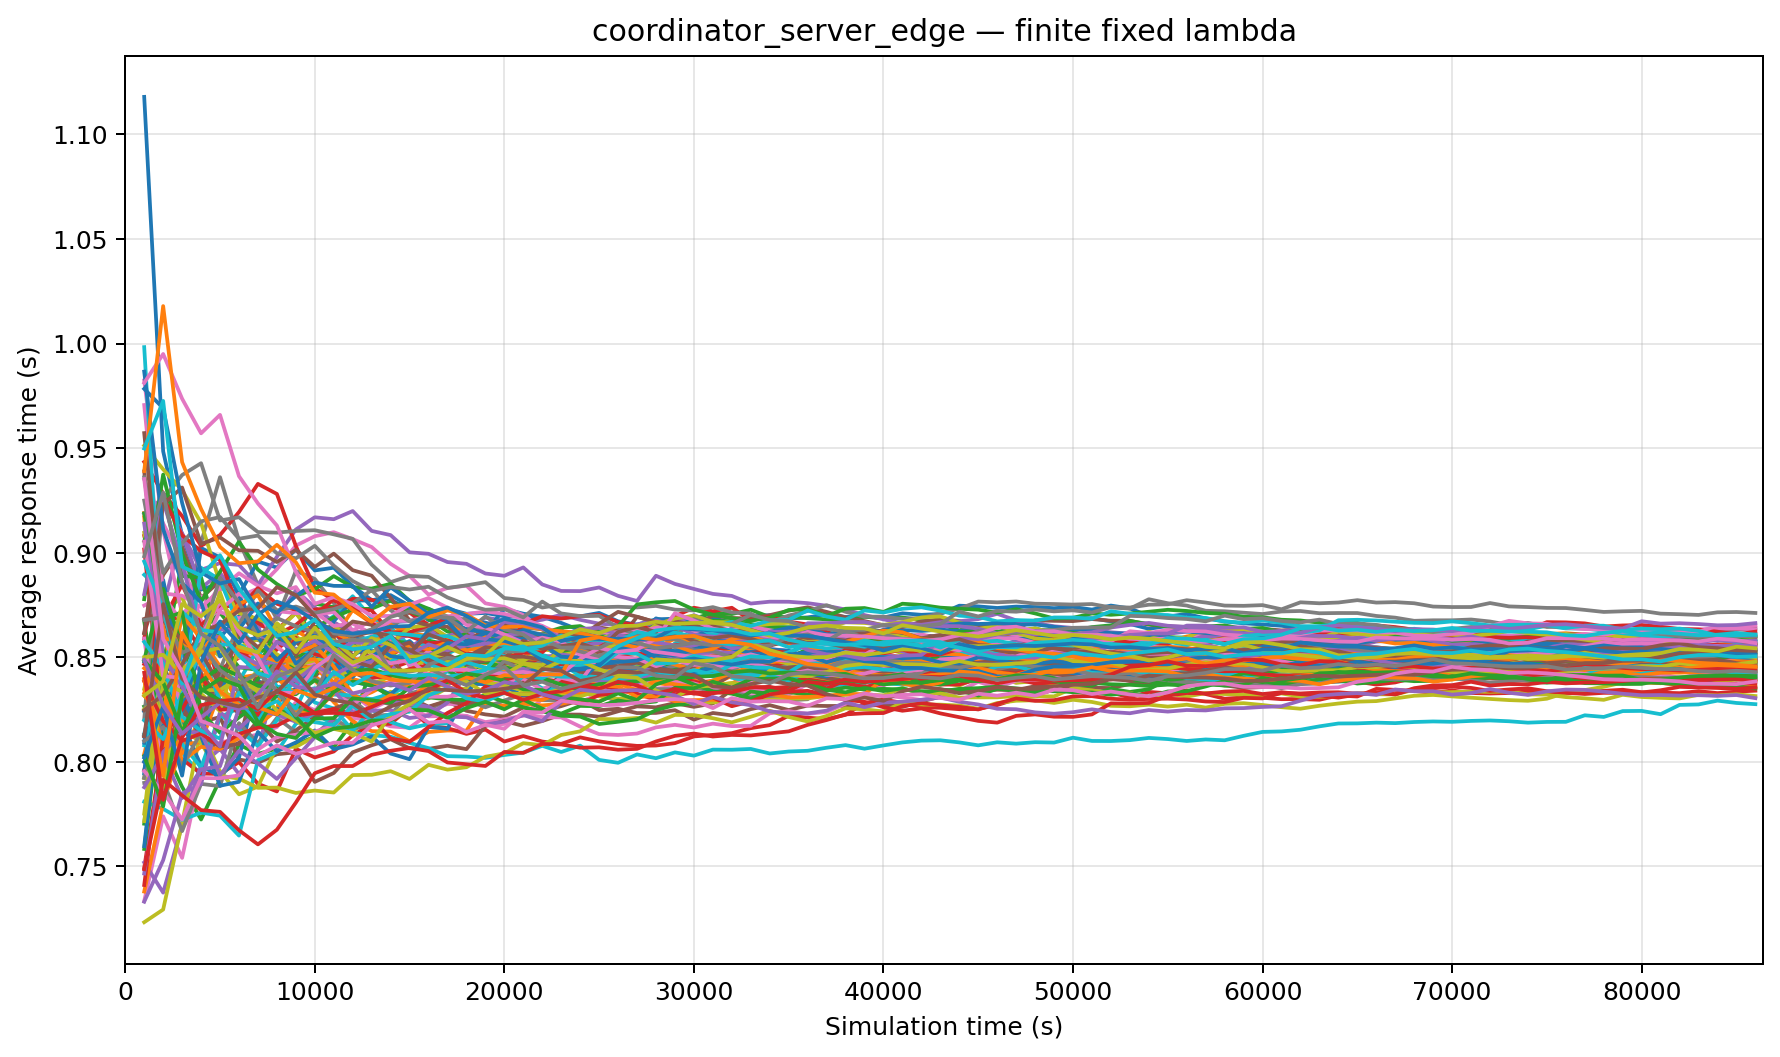 coordinator_server_edge — finite fixed lambda
Average response time (s)
1.10
1.05
1.00
0.95
0.90
0.85
0.80
0.75
0 10000 20000 30000 40000 50000 60000 70000 80000
Simulation time (s)